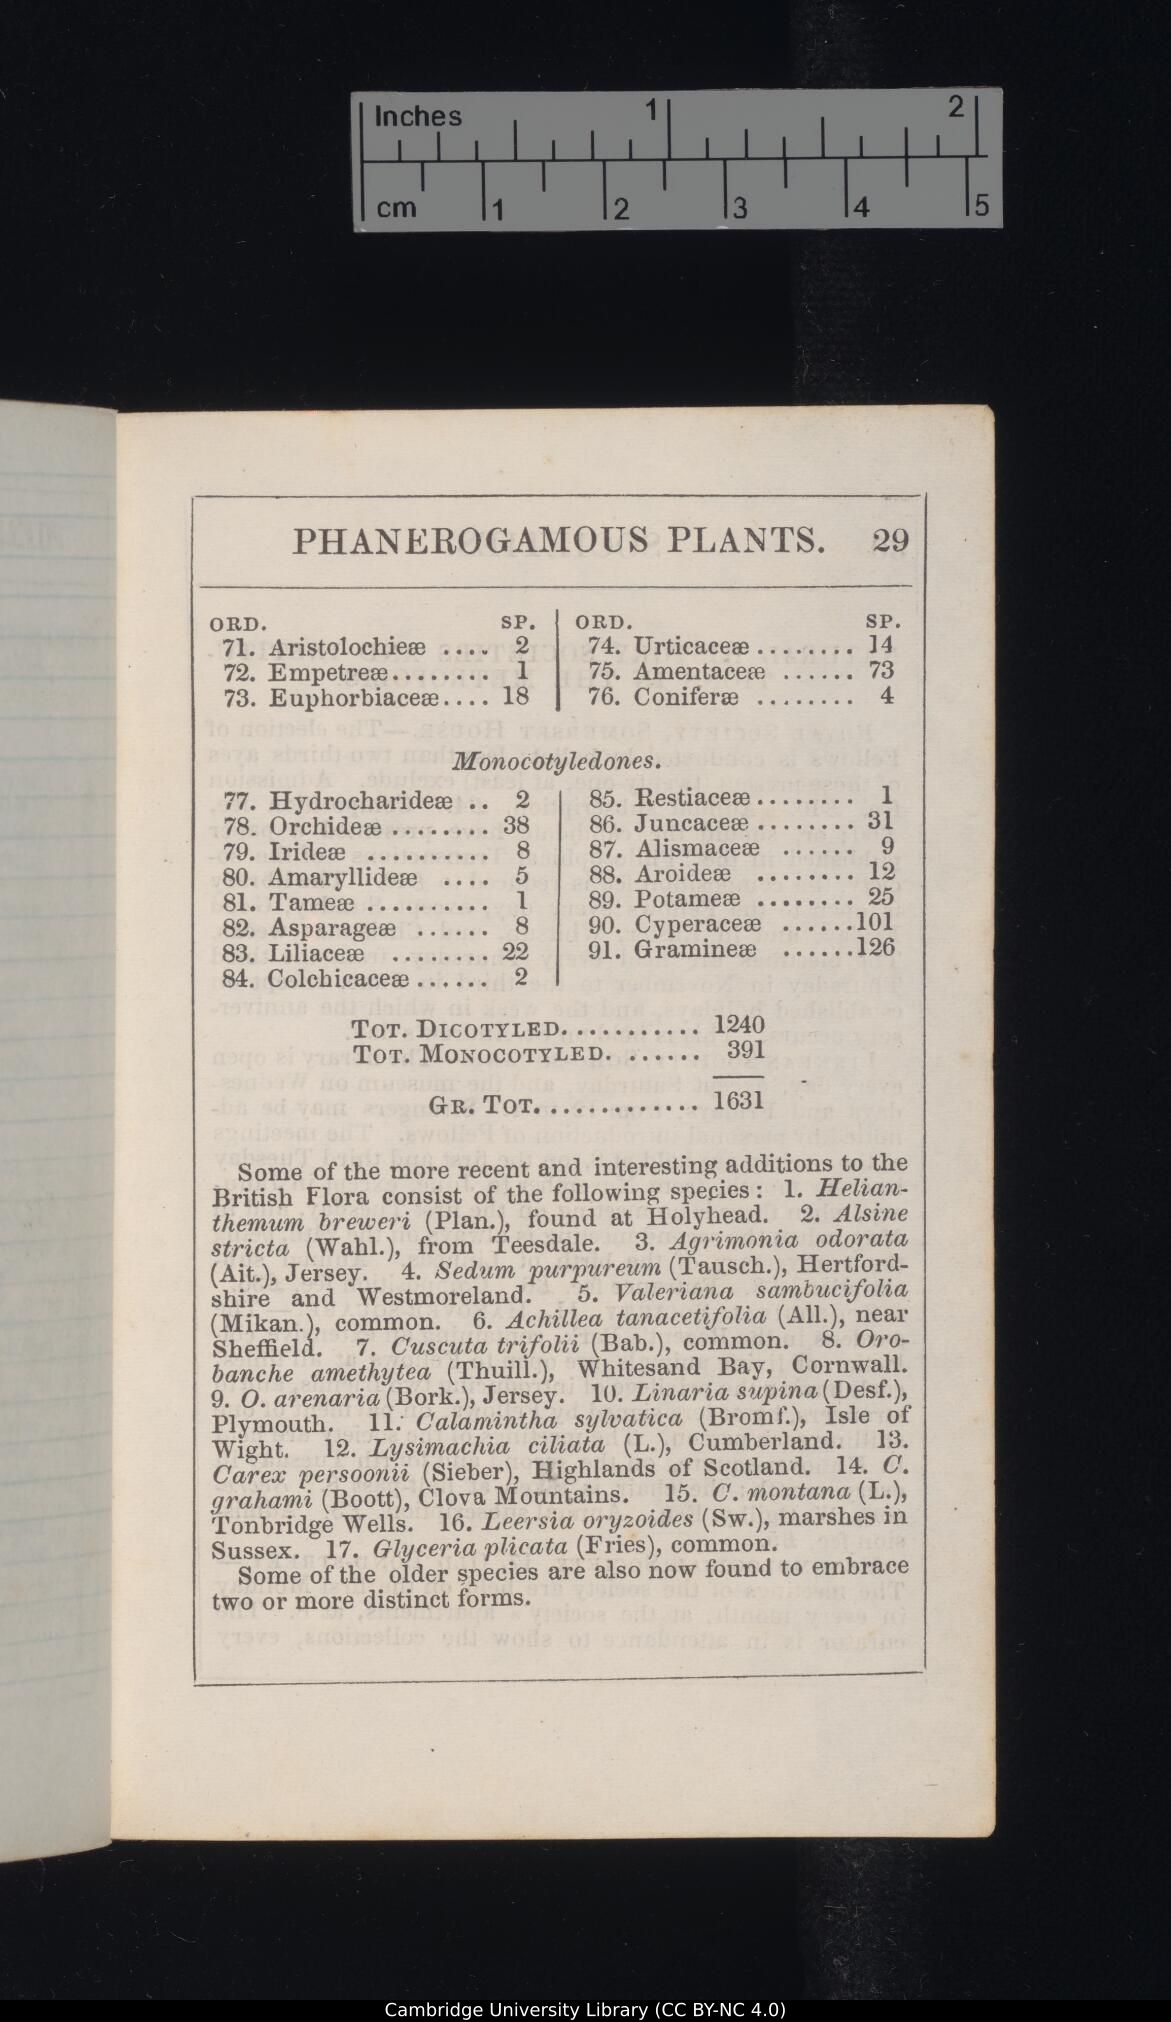 Inches 1 2
cm 1 2 3 4 5
PHANEROGAMOUS PLANTS. 29
ORD. SP.
71. Aristolochieæ .... 2
72. Empetreæ........ 1
73. Euphorbiaceæ.... 18
ORD. SP.
74. Urticaceæ ........ 14
75. Amentaceæ ...... 73
76. Coniferæ ........ 4
Monocotyledones.
77. Hydrocharideæ .. 2
78. Orchideæ ........ 38
79. Irideæ .......... 8
80. Amaryllideæ .... 5
81. Tameæ .......... 1
82. Asparageæ ...... 8
83. Liliaceæ ........ 22
84. Colchicaceæ ...... 2
85. Restiaceæ ........ 1
86. Juncaceæ ........ 31
87. Alismaceæ ...... 9
88. Aroideæ ........ 12
89. Potameæ ........ 25
90. Cyperaceæ ......101
91. Gramineæ ......126
TOT. DICOTYLED............ 1240
TOT. MONOCOTYLED. ...... 391
GR. TOT.............. 1631
Some of the more recent and interesting additions to the
British Flora consist of the following species: 1. Helian-
themum breweri (Plan.), found at Holyhead. 2. Alsine
stricta (Wahl.), from Teesdale. 3. Agrimonia odorata
(Ait.), Jersey. 4. Sedum purpureum (Tausch.), Hertford-
shire and Westmoreland. 5. Valeriana sambucifolia
(Mikan.), common. 6. Achillea tanacetifolia (All.), near
Sheffield. 7. Cuscuta trifolii (Bab.), common. 8. Oro-
banche amethytea (Thuill.), Whitesand Bay, Cornwall.
9. O. arenaria (Bork.), Jersey. 10. Linaria supina (Desf.),
Plymouth. 11. Calamintha sylvatica (Bromf.), Isle of
Wight. 12. Lysimachia ciliata (L.), Cumberland. 13.
Carex persoonii (Sieber), Highlands of Scotland. 14. C.
grahami (Boott), Clova Mountains. 15. C. montana (L.),
Tonbridge Wells. 16. Leersia oryzoides (Sw.), marshes in
Sussex. 17. Glyceria plicata (Fries), common.
Some of the older species are also now found to embrace
two or more distinct forms.
Cambridge University Library (CC BY-NC 4.0)